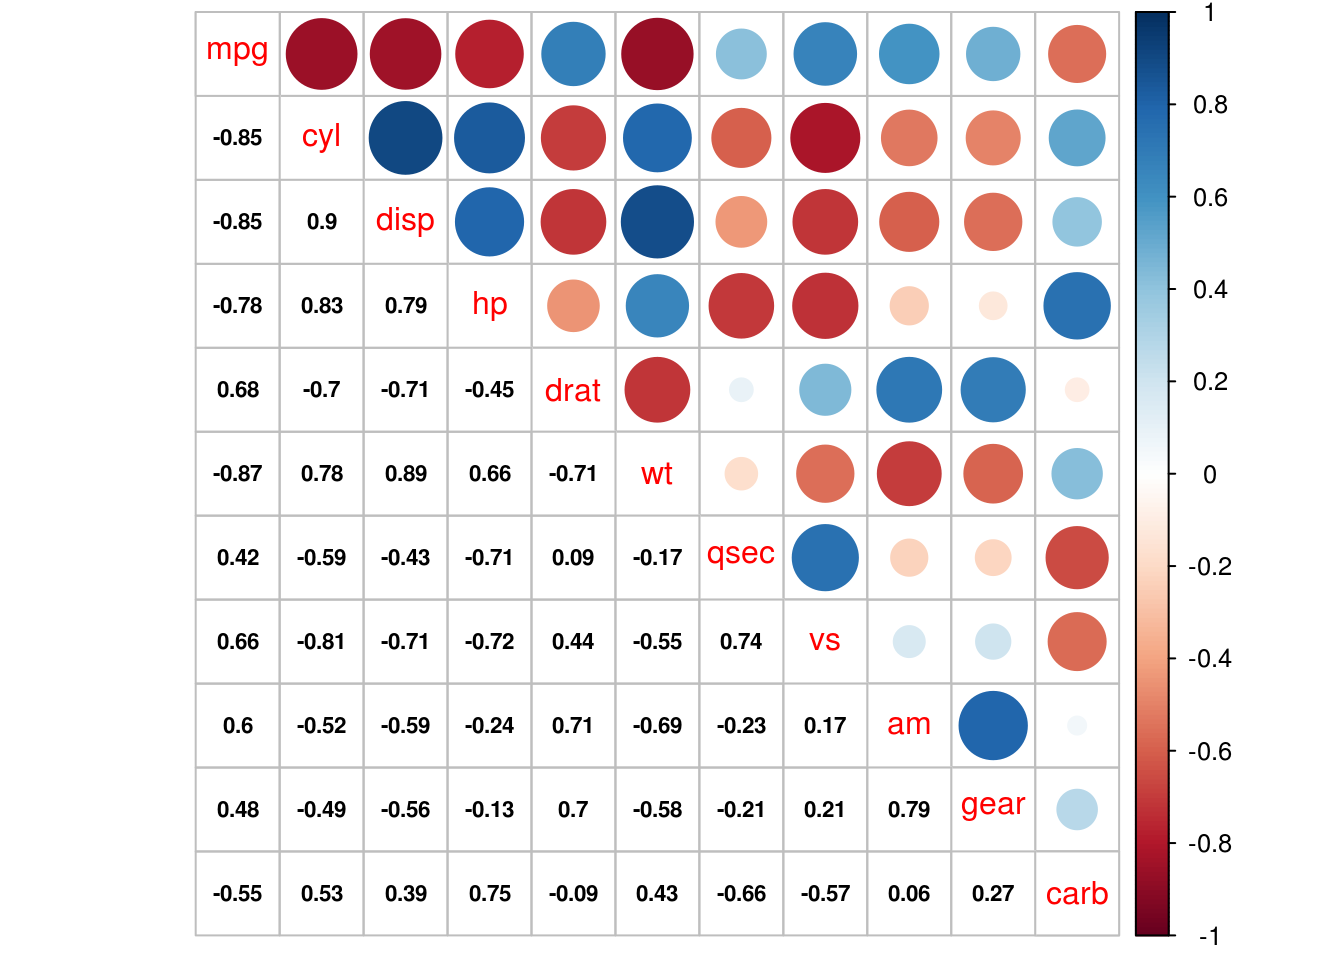 mpg
-0.85 cyl
-0.85 0.9 disp
-0.78 0.83 0.79 hp
0.68 -0.7 -0.71 -0.45 drat
-0.87 0.78 0.89 0.66 -0.71 wt
0.42 -0.59 -0.43 -0.71 0.09 -0.17 qsec
0.66 -0.81 -0.71 -0.72 0.44 -0.55 0.74 vs
0.6 -0.52 -0.59 -0.24 0.71 -0.69 -0.23 0.17 am
0.48 -0.49 -0.56 -0.13 0.7 -0.58 -0.21 0.21 0.79 gear
-0.55 0.53 0.39 0.75 -0.09 0.43 -0.66 -0.57 0.06 0.27 carb
1
0.8
0.6
0.4
0.2
0
-0.2
-0.4
-0.6
-0.8
-1